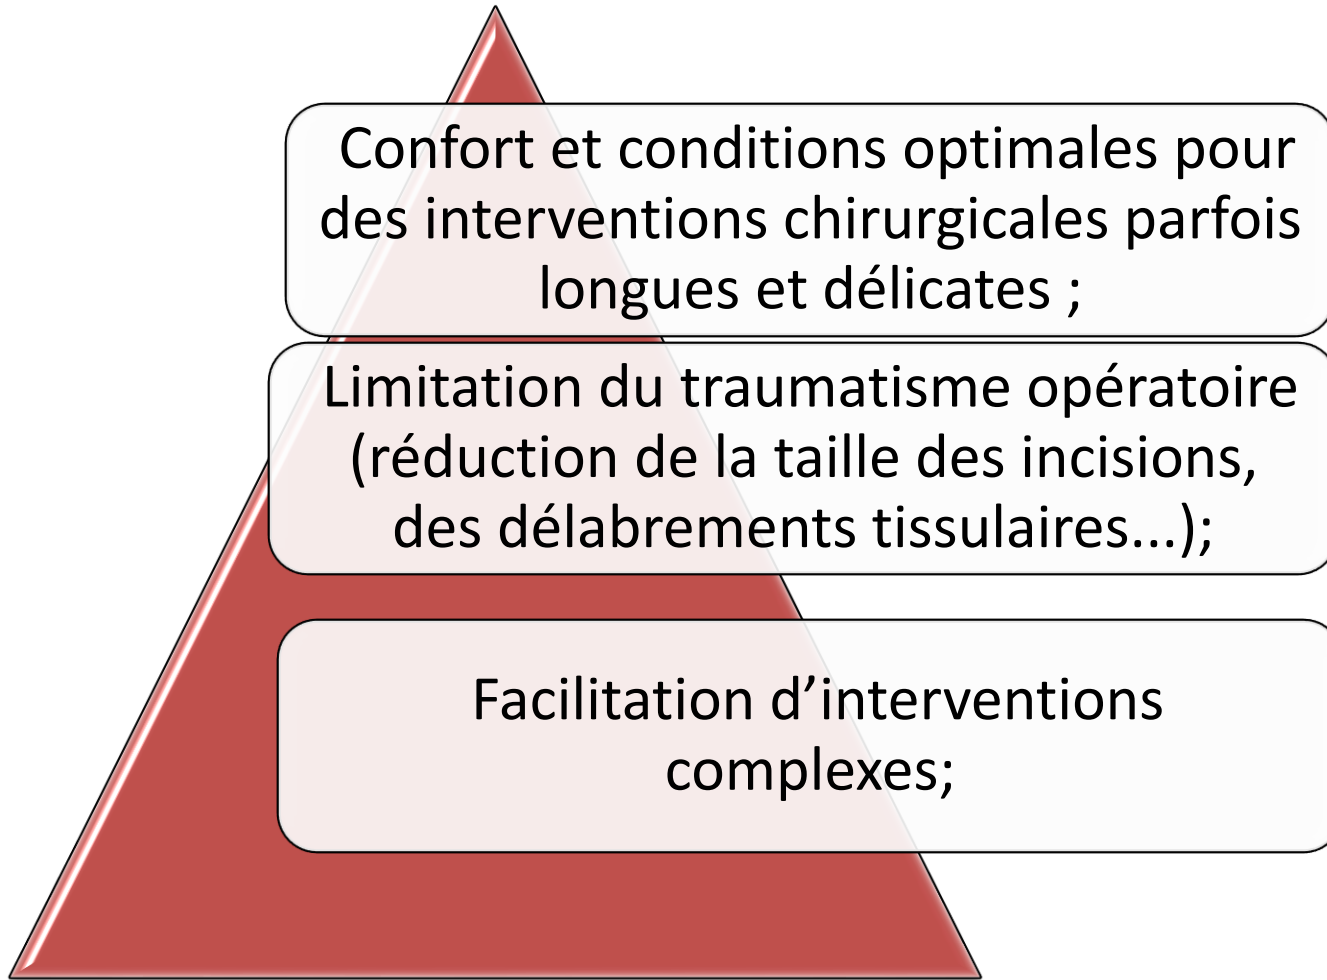 Confort et conditions optimales pour
des interventions chirurgicales parfois
longues et délicates ;
Limitation du traumatisme opératoire
(réduction de la taille des incisions,
des délabrements tissulaires...);
Facilitation d’interventions
complexes;